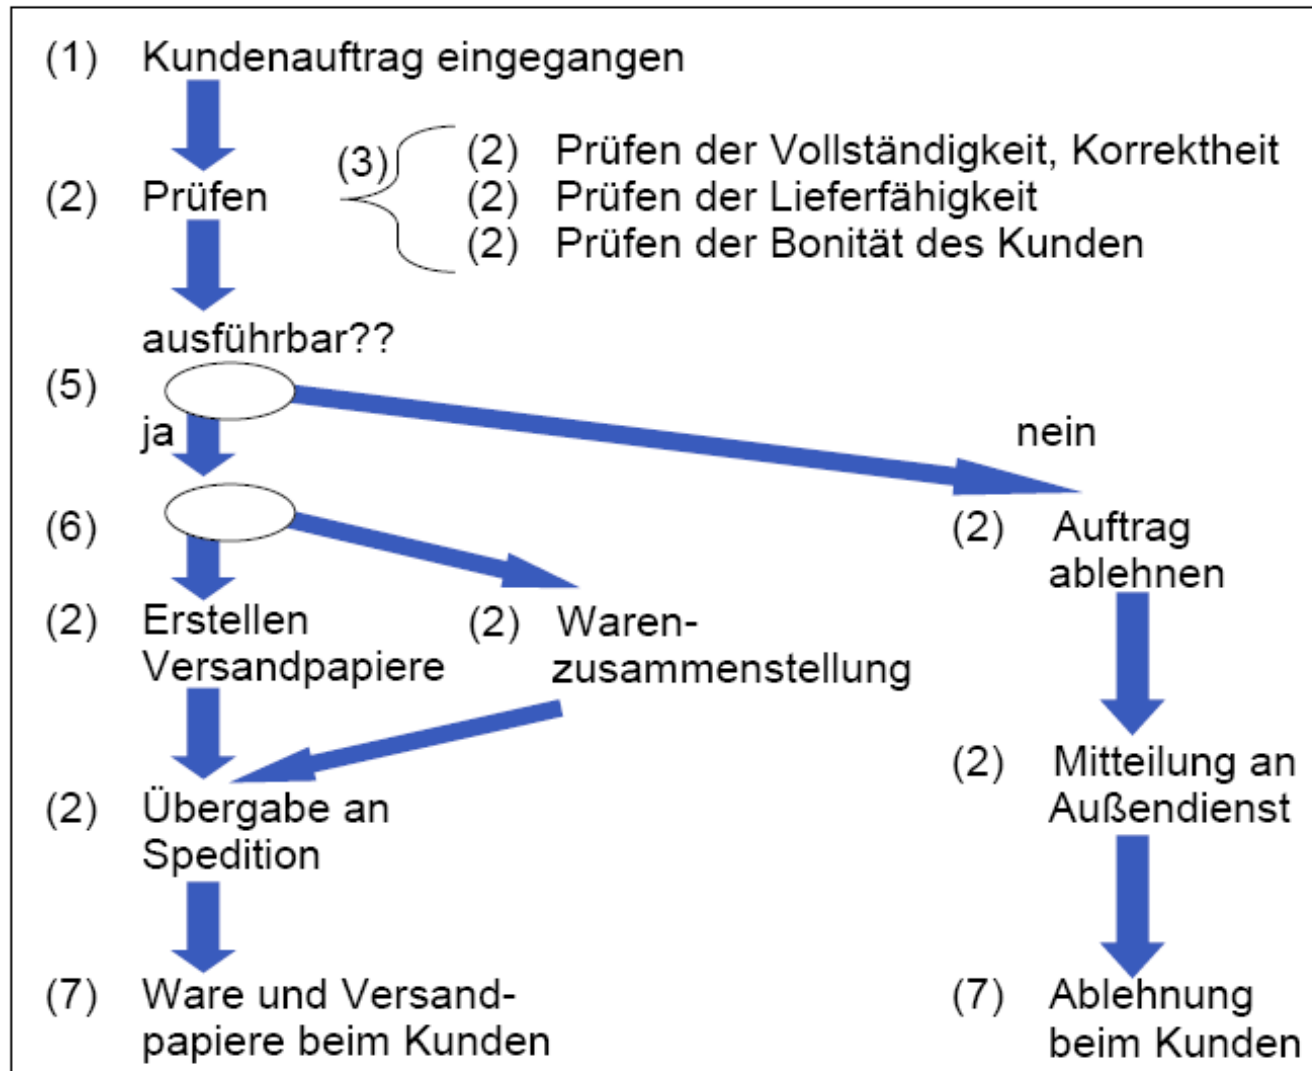 (1) Kundenauftrag eingegangen
(3) (2) Prüfen der Vollständigkeit, Korrektheit
(2) Prüfen (2) Prüfen der Lieferfähigkeit
(2) Prüfen der Bonität des Kunden
ausführbar??
(5)
ja nein
(6) (2) Auftrag
ablehnen
(2) Erstellen (2) Waren-
Versandpapiere zusammenstellung
(2) Mitteilung an
(2) Übergabe an Außendienst
Spedition
(7) Ware und Versand- (7) Ablehnung
papiere beim Kunden beim Kunden